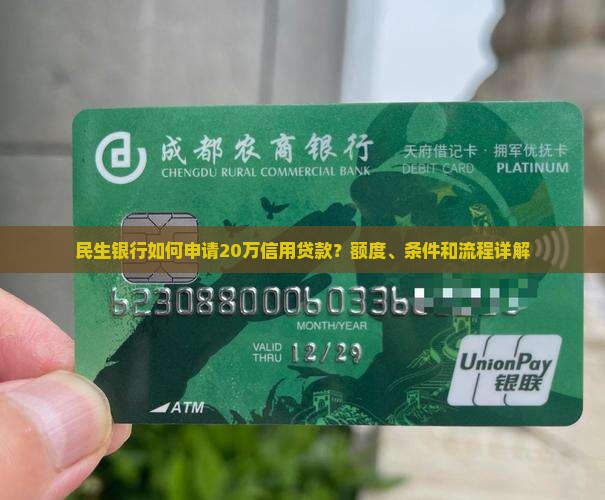 成都农商银行
CHENGDU RURAL COMMERCIAL BANK
天府借记卡·拥军优抚卡
DEBIT CARD PLATINUM
民生银行如何申请20万信用贷款？额度、条件和流程详解
MONTH/YEAR
VALID THRU 12/29
UnionPay
银联
ATM